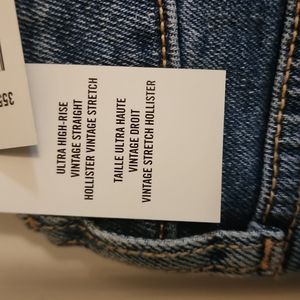 ULTRA HIGH-RISE
VINTAGE STRAIGHT
HOLLISTER VINTAGE STRETCH
TAILLE ULTRA HAUTE
VINTAGE DROIT
VINTAGE STRETCH HOLLISTER